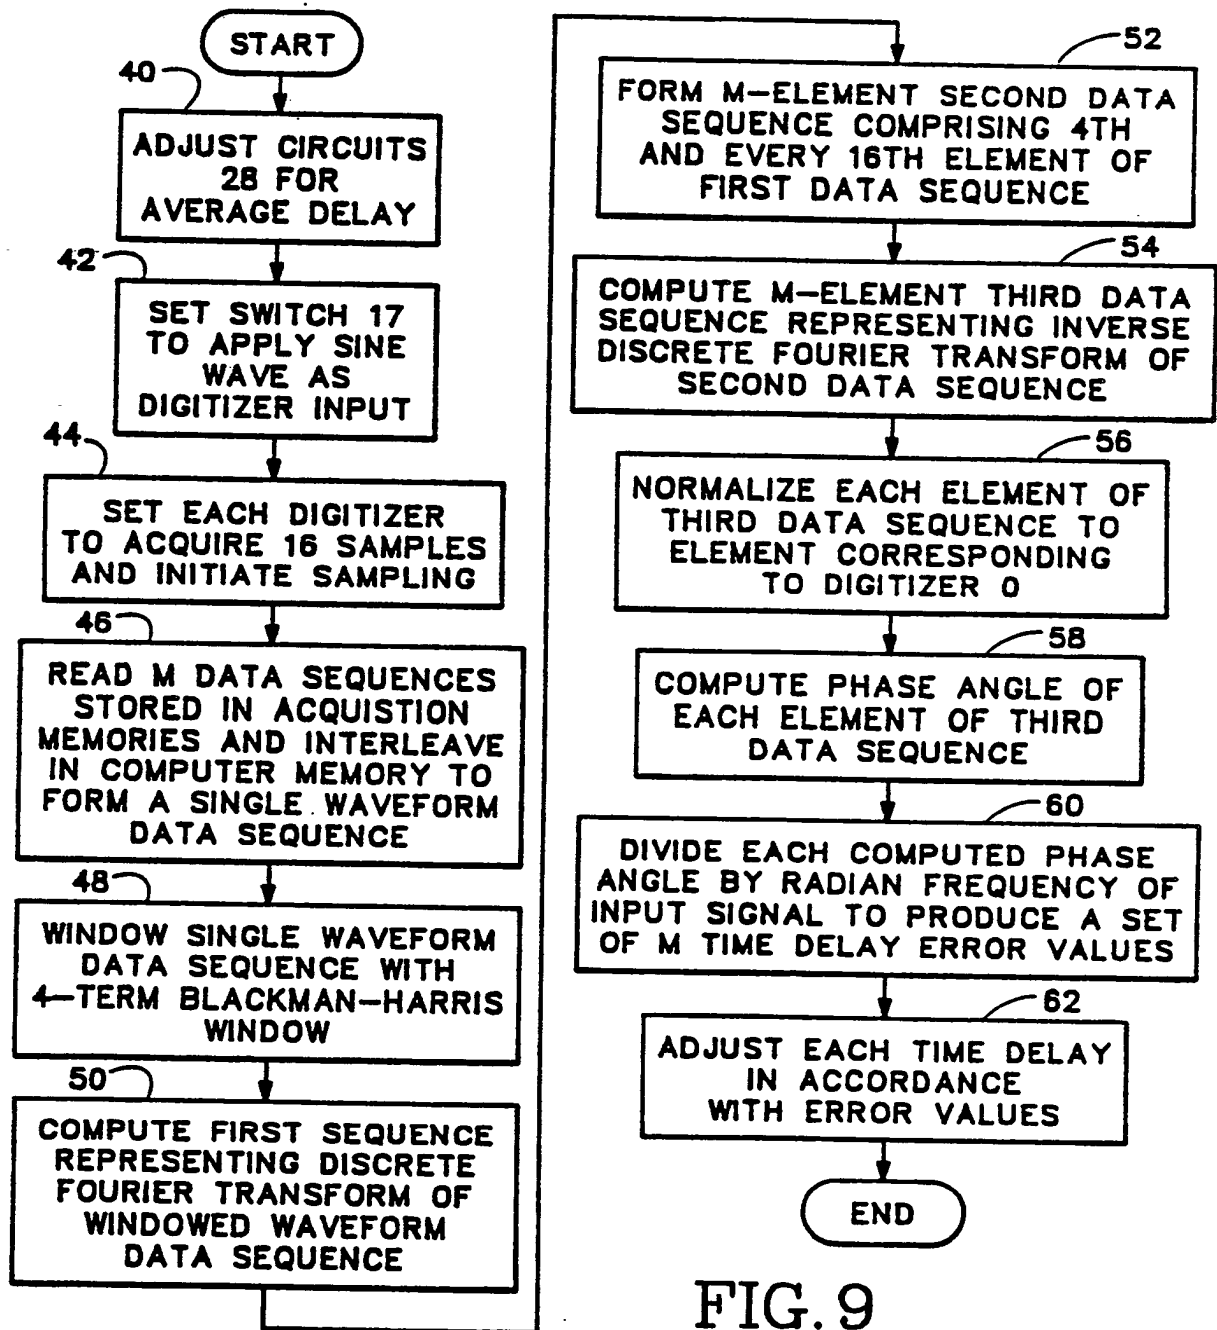 START
40
ADJUST CIRCUITS
28 FOR
AVERAGE DELAY
42
SET SWITCH 17
TO APPLY SINE
WAVE AS
DIGITIZER INPUT
44
SET EACH DIGITIZER
TO ACQUIRE 16 SAMPLES
AND INITIATE SAMPLING
46
READ M DATA SEQUENCES
STORED IN ACQUISTION
MEMORIES AND INTERLEAVE
IN COMPUTER MEMORY TO
FORM A SINGLE WAVEFORM
DATA SEQUENCE
48
WINDOW SINGLE WAVEFORM
DATA SEQUENCE WITH
4-TERM BLACKMAN-HARRIS
WINDOW
50
COMPUTE FIRST SEQUENCE
REPRESENTING DISCRETE
FOURIER TRANSFORM OF
WINDOWED WAVEFORM
DATA SEQUENCE
52
FORM M-ELEMENT SECOND DATA
SEQUENCE COMPRISING 4TH
AND EVERY 16TH ELEMENT OF
FIRST DATA SEQUENCE
54
COMPUTE M-ELEMENT THIRD DATA
SEQUENCE REPRESENTING INVERSE
DISCRETE FOURIER TRANSFORM OF
SECOND DATA SEQUENCE
56
NORMALIZE EACH ELEMENT OF
THIRD DATA SEQUENCE TO
ELEMENT CORRESPONDING
TO DIGITIZER 0
58
COMPUTE PHASE ANGLE OF
EACH ELEMENT OF THIRD
DATA SEQUENCE
60
DIVIDE EACH COMPUTED PHASE
ANGLE BY RADIAN FREQUENCY OF
INPUT SIGNAL TO PRODUCE A SET
OF M TIME DELAY ERROR VALUES
62
ADJUST EACH TIME DELAY
IN ACCORDANCE
WITH ERROR VALUES
END
FIG. 9